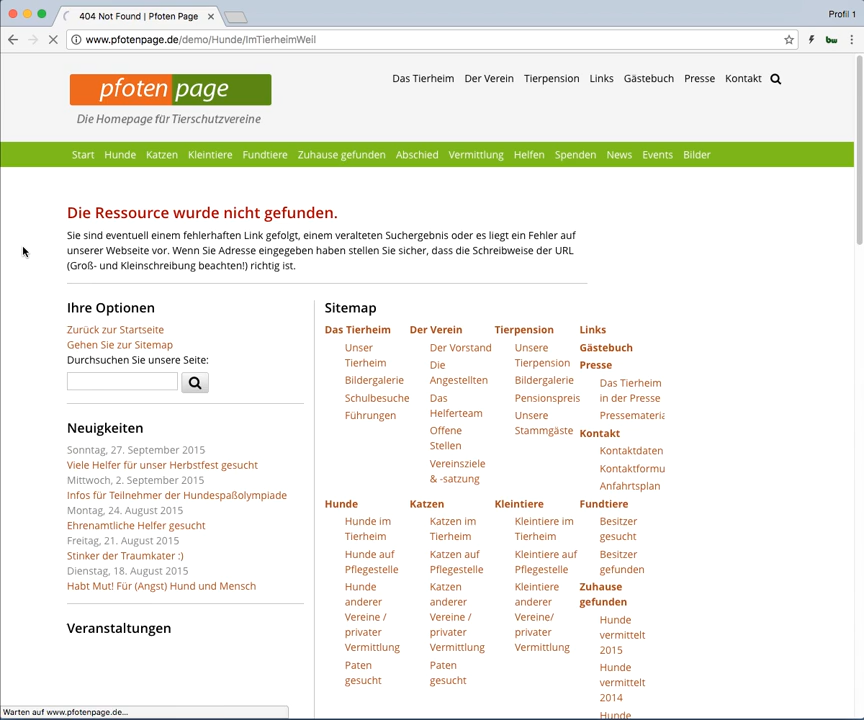 404 Not Found | Pfoten Page
Profil 1
www.pfotenpage.de/demo/Hunde/ImTierheimWeil
bw
pfoten page
Die Homepage für Tierschutzvereine
Das Tierheim Der Verein Tierpension Links Gästebuch Presse Kontakt
Start Hunde Katzen Kleintiere Fundtiere Zuhause gefunden Abschied Vermittlung Helfen Spenden News Events Bilder
Die Ressource wurde nicht gefunden.
Sie sind eventuell einem fehlerhaften Link gefolgt, einem veralteten Suchergebnis oder es liegt ein Fehler auf
unserer Webseite vor. Wenn Sie Adresse eingegeben haben stellen Sie sicher, dass die Schreibweise der URL
(Groß- und Kleinschreibung beachten!) richtig ist.
Ihre Optionen
Zurück zur Startseite
Gehen Sie zur Sitemap
Durchsuchen Sie unsere Seite:
Neuigkeiten
Sonntag, 27. September 2015
Viele Helfer für unser Herbstfest gesucht
Mittwoch, 2. September 2015
Infos für Teilnehmer der Hundespaßolympiade
Montag, 24. August 2015
Ehrenamtliche Helfer gesucht
Freitag, 21. August 2015
Stinker der Traumkater :)
Dienstag, 18. August 2015
Habt Mut! Für (Angst) Hund und Mensch
Veranstaltungen
Sitemap
Das Tierheim
Unser
Tierheim
Bildergalerie
Schulbesuche
Führungen
Der Verein
Der Vorstand
Die
Angestellten
Das
Helferteam
Offene
Stellen
Vereinsziele
& -satzung
Tierpension
Unsere
Tierpension
Bildergalerie
Pensionspreis
Unsere
Stammgäste
Links
Gästebuch
Presse
Das Tierheim
in der Presse
Pressemateria
Kontakt
Kontaktdaten
Kontaktformu
Anfahrtsplan
Hunde
Hunde im
Tierheim
Hunde auf
Pflegestelle
Hunde
anderer
Vereine /
privater
Vermittlung
Paten
gesucht
Katzen
Katzen im
Tierheim
Katzen auf
Pflegestelle
Katzen
anderer
Vereine /
privater
Vermittlung
Paten
gesucht
Kleintiere
Kleintiere im
Tierheim
Kleintiere auf
Pflegestelle
Kleintiere
anderer
Vereine/
privater
Vermittlung
Fundtiere
Besitzer
gesucht
Besitzer
gefunden
Zuhause
gefunden
Hunde
vermittelt
2015
Hunde
vermittelt
2014
Hunde
Warten auf www.pfotenpage.de...